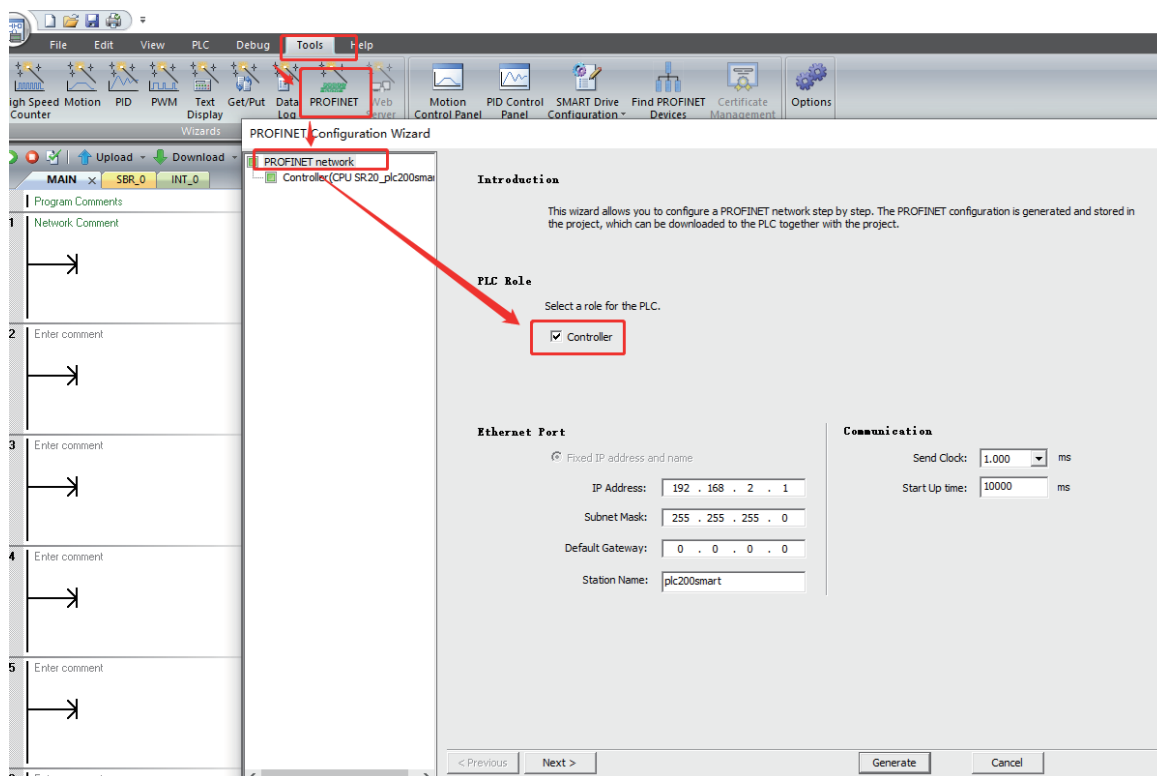 File Edit View PLC Debug Tools Help
igh Speed Counter
Motion
PID
PWM
Text Display
Get/Put
Data Log
PROFINET
Web Server
Motion Control Panel
PID Control Panel
SMART Drive Configuration
Find PROFINET Devices
Certificate Management
Options
Wizards
PROFINET Configuration Wizard
Upload Download
MAIN SBR_0 INT_0
Program Comments
1 Network Comment
2 Enter comment
3 Enter comment
4 Enter comment
5 Enter comment
Enter comment
PROFINET network
Controller(CPU SR20_plc200smar
Introduction
This wizard allows you to configure a PROFINET network step by step. The PROFINET configuration is generated and stored in
the project, which can be downloaded to the PLC together with the project.
PLC Role
Select a role for the PLC.
Controller
Ethernet Port
Fixed IP address and name
IP Address: 192 . 168 . 2 . 1
Subnet Mask: 255 . 255 . 255 . 0
Default Gateway: 0 . 0 . 0 . 0
Station Name: plc200smart
Communication
Send Clock: 1.000 ms
Start Up time: 10000 ms
< Previous Next > Generate Cancel